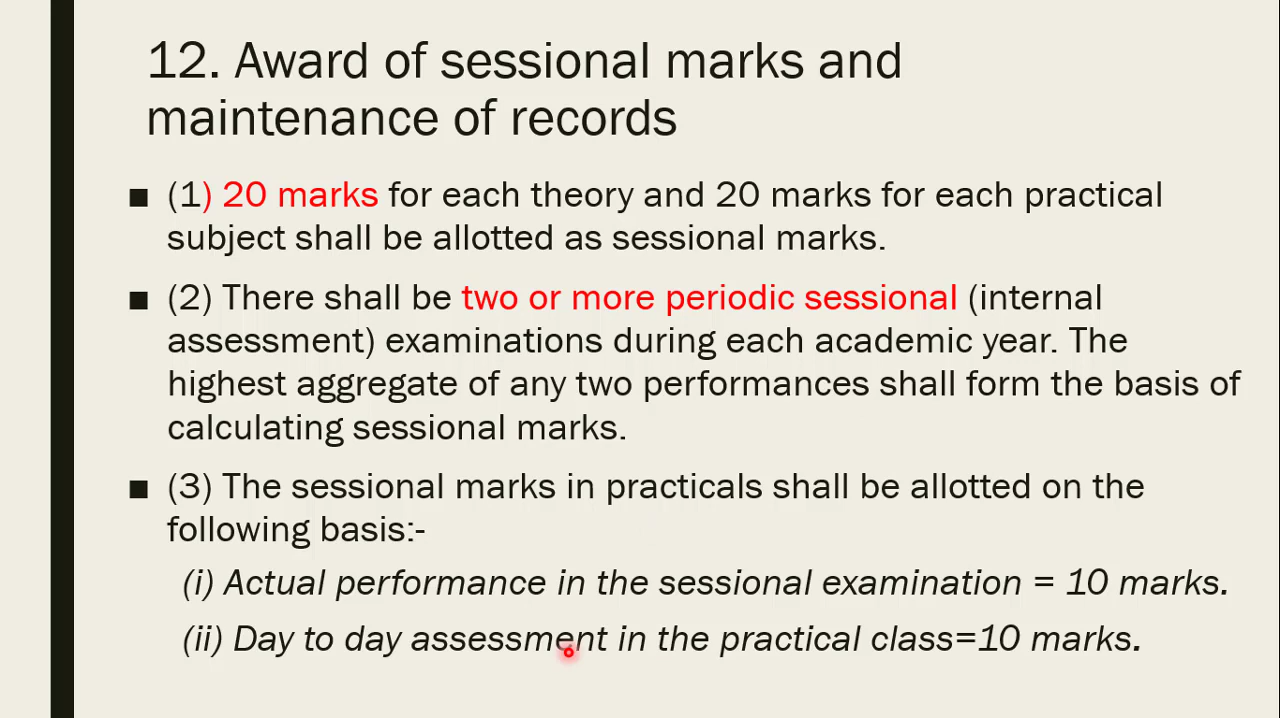 12. Award of sessional marks and
maintenance of records
■ (1) 20 marks for each theory and 20 marks for each practical
subject shall be allotted as sessional marks.
■ (2) There shall be two or more periodic sessional (internal
assessment) examinations during each academic year. The
highest aggregate of any two performances shall form the basis of
calculating sessional marks.
■ (3) The sessional marks in practicals shall be allotted on the
following basis:-
(i) Actual performance in the sessional examination = 10 marks.
(ii) Day to day assessment in the practical class=10 marks.